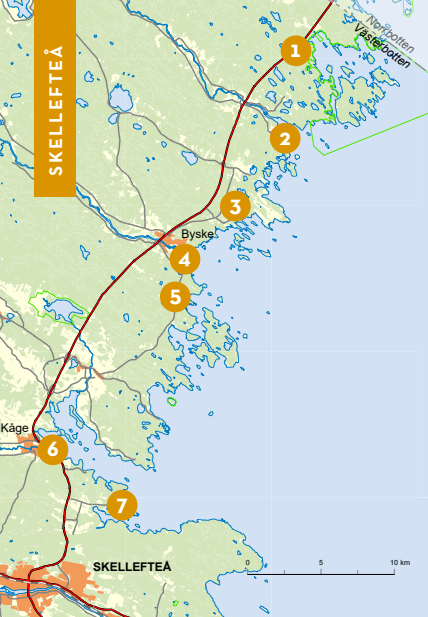 SKELLEFTEÅ
Norrbotten
Västerbotten
1
2
3
Byske
4
5
Kåge
6
7
SKELLEFTEÅ
0 5 10 km